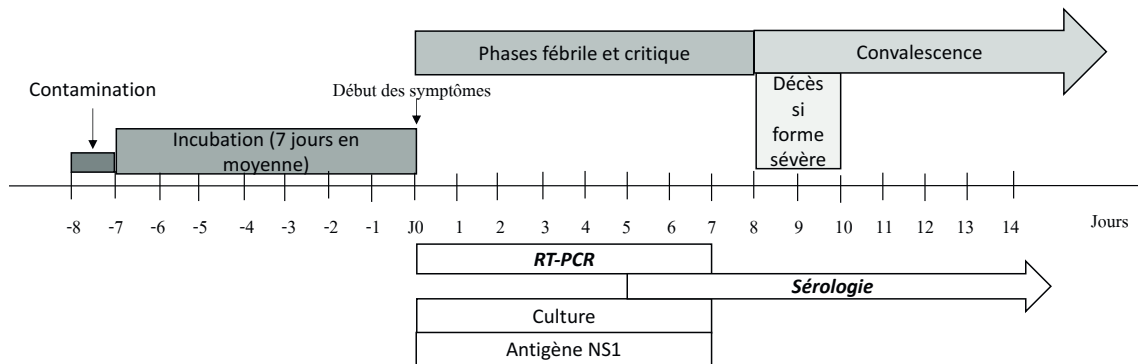 Phases fébrile et critique
Convalescence
Contamination
Début des symptômes
Décès
si
forme
sévère
Incubation (7 jours en
moyenne)
-8 -7 -6 -5 -4 -3 -2 -1 J0 1 2 3 4 5 6 7 8 9 10 11 12 13 14 Jours
RT-PCR
Sérologie
Culture
Antigène NS1